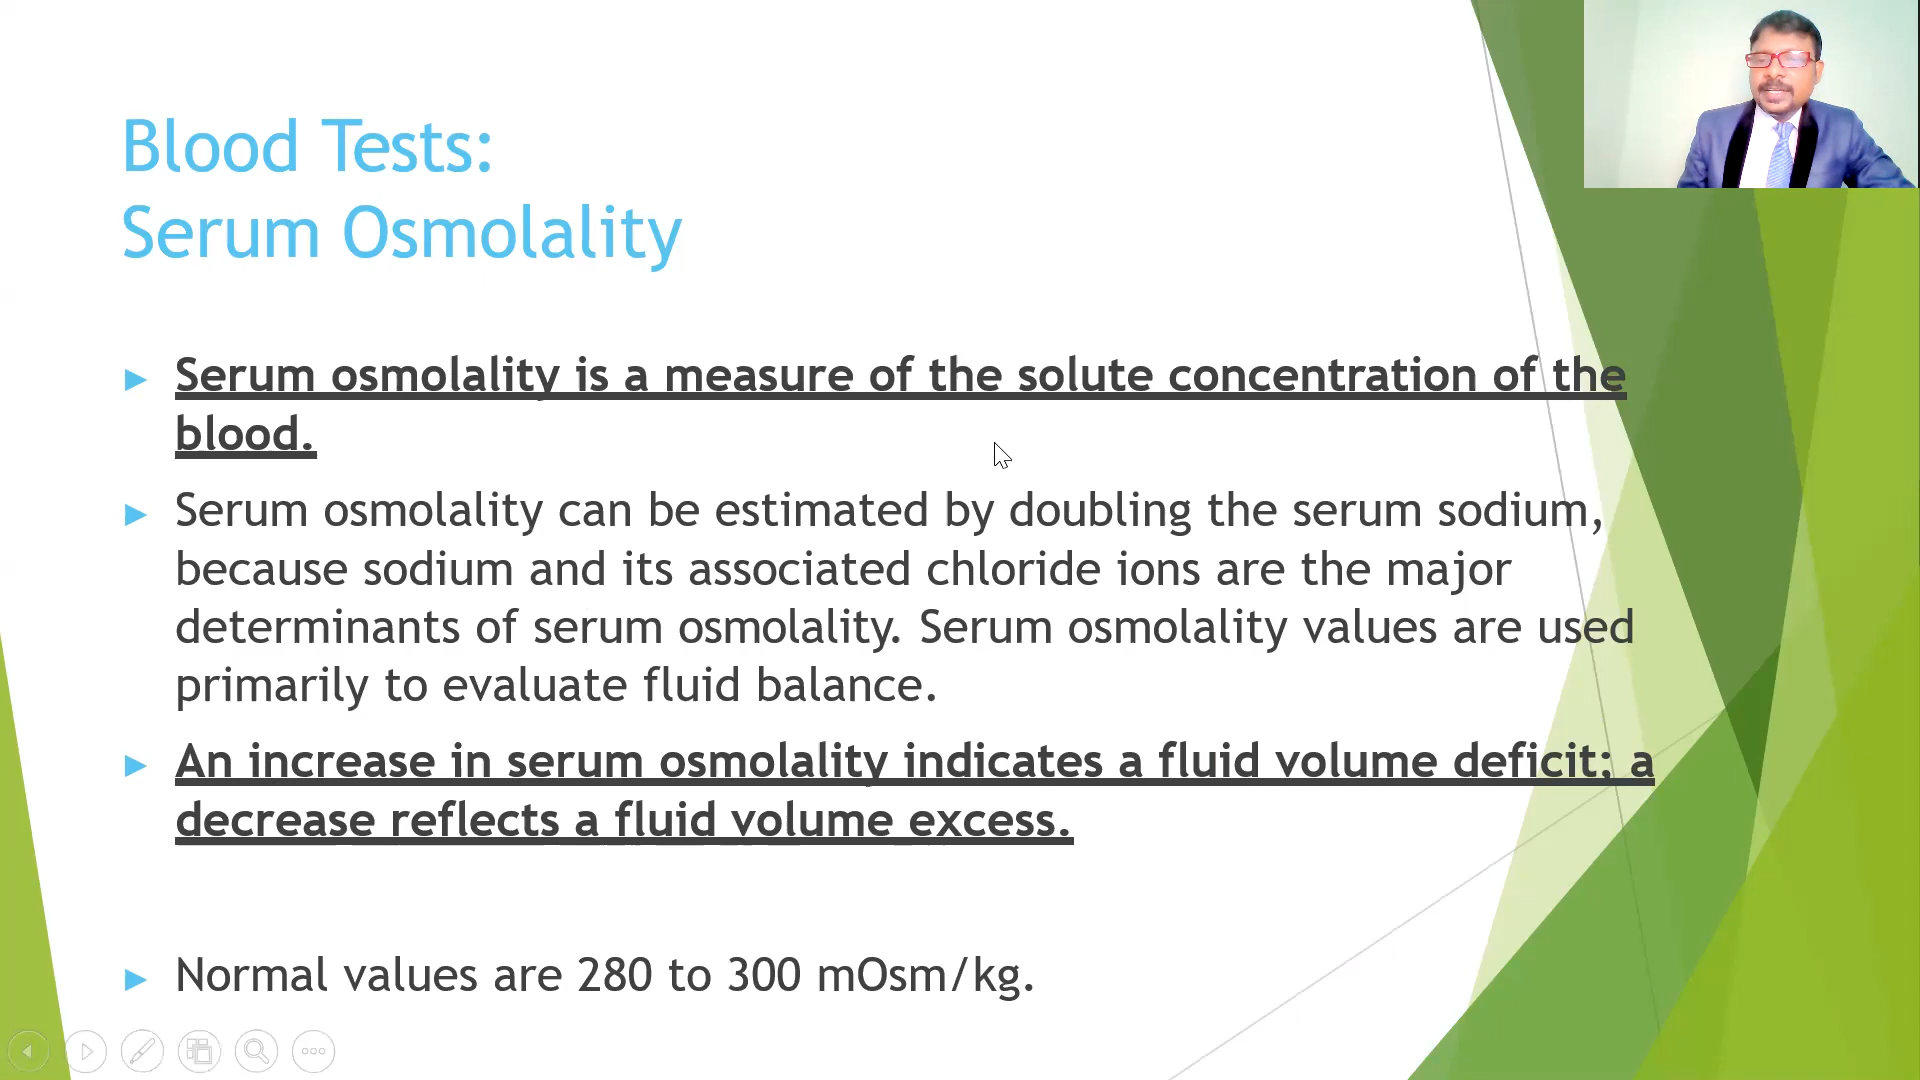 Blood Tests:
Serum Osmolality
Serum osmolality is a measure of the solute concentration of the
blood.
Serum osmolality can be estimated by doubling the serum sodium,
because sodium and its associated chloride ions are the major
determinants of serum osmolality. Serum osmolality values are used
primarily to evaluate fluid balance.
An increase in serum osmolality indicates a fluid volume deficit; a
decrease reflects a fluid volume excess.
Normal values are 280 to 300 mOsm/kg.